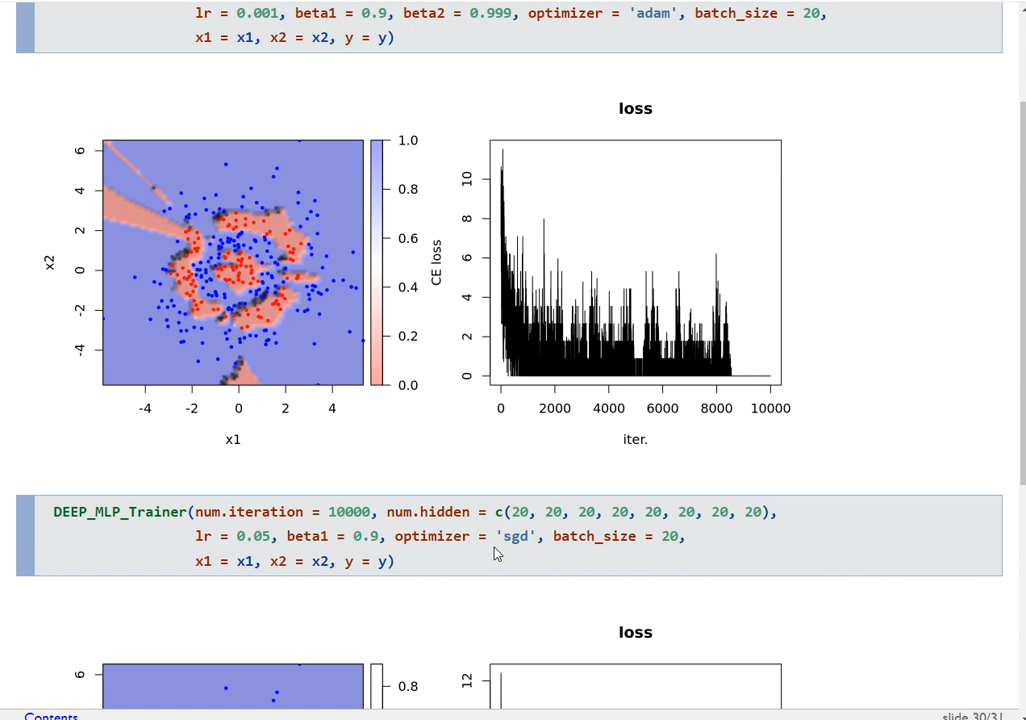 lr = 0.001, beta1 = 0.9, beta2 = 0.999, optimizer = 'adam', batch_size = 20,
x1 = x1, x2 = x2, y = y)
loss
6
4
2
0
-2
-4
x2
-4
-2
0
2
4
x1
1.0
0.8
0.6
0.4
0.2
0.0
CE loss
10
8
6
4
2
0
0
2000
4000
6000
8000
10000
iter.
DEEP_MLP_Trainer(num.iteration = 10000, num.hidden = c(20, 20, 20, 20, 20, 20, 20, 20),
lr = 0.05, beta1 = 0.9, optimizer = 'sgd', batch_size = 20,
x1 = x1, x2 = x2, y = y)
loss
6
0.8
12
Contents
slide 30/31